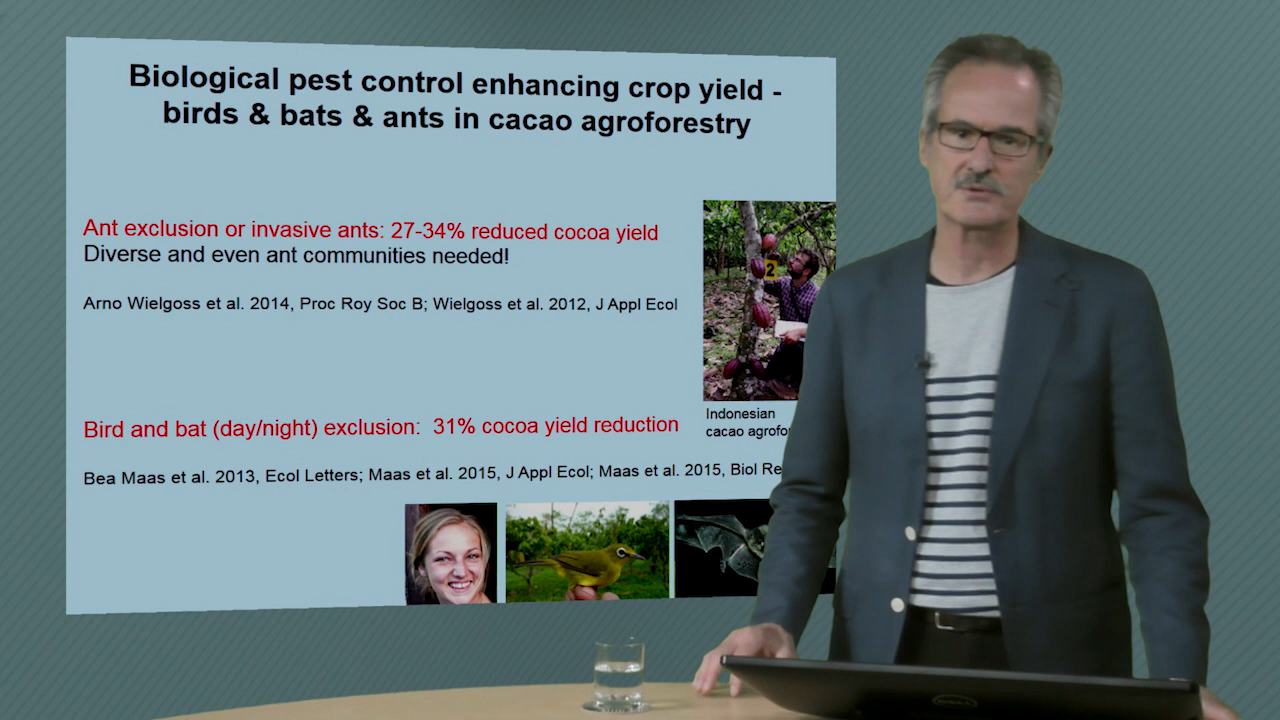 Biological pest control enhancing crop yield -
birds & bats & ants in cacao agroforestry
Ant exclusion or invasive ants: 27-34% reduced cocoa yield
Diverse and even ant communities needed!
Arno Wielgoss et al. 2014, Proc Roy Soc B; Wielgoss et al. 2012, J Appl Ecol
2
Indonesian
cacao
Bird and bat (day/night) exclusion: 31% cocoa yield reduction
Bea Maas et al. 2013, Ecol Letters; Maas et al. 2015, J Appl Ecol; Maas et al. 2015, Biol
DELL